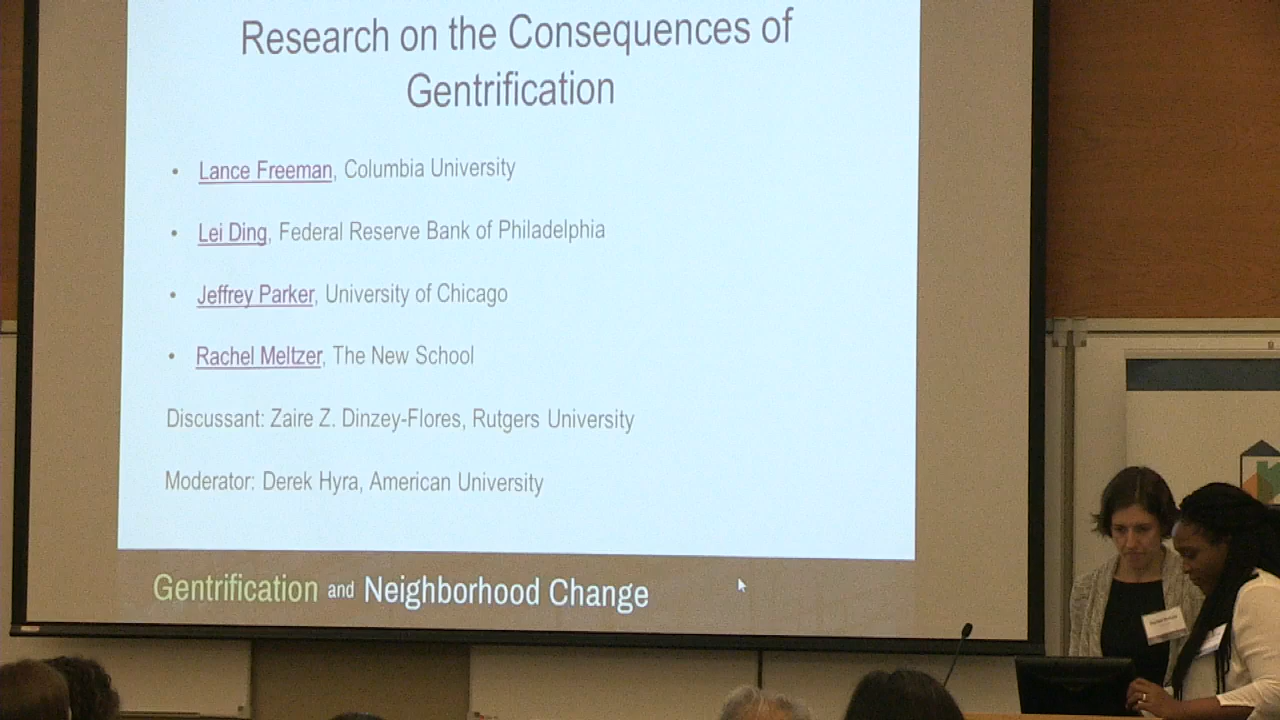 Research on the Consequences of
Gentrification
• Lance Freeman, Columbia University
• Lei Ding, Federal Reserve Bank of Philadelphia
• Jeffrey Parker, University of Chicago
• Rachel Meltzer, The New School
Discussant: Zaire Z. Dinzey-Flores, Rutgers University
Moderator: Derek Hyra, American University
Gentrification and Neighborhood Change